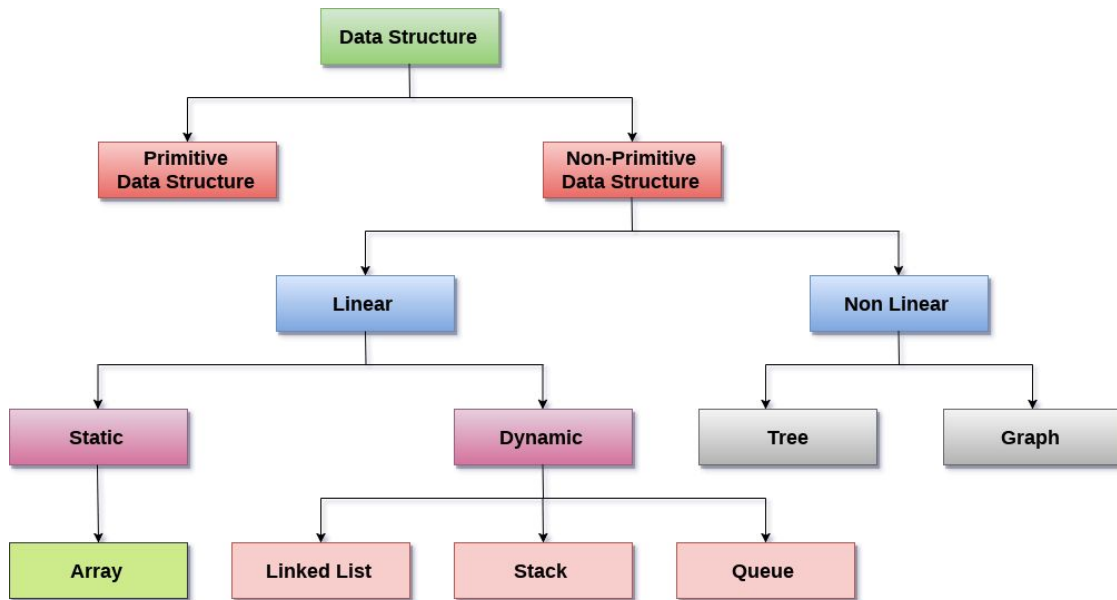 Data Structure
Primitive
Data Structure
Non-Primitive
Data Structure
Linear
Non Linear
Static
Dynamic
Tree
Graph
Array
Linked List
Stack
Queue